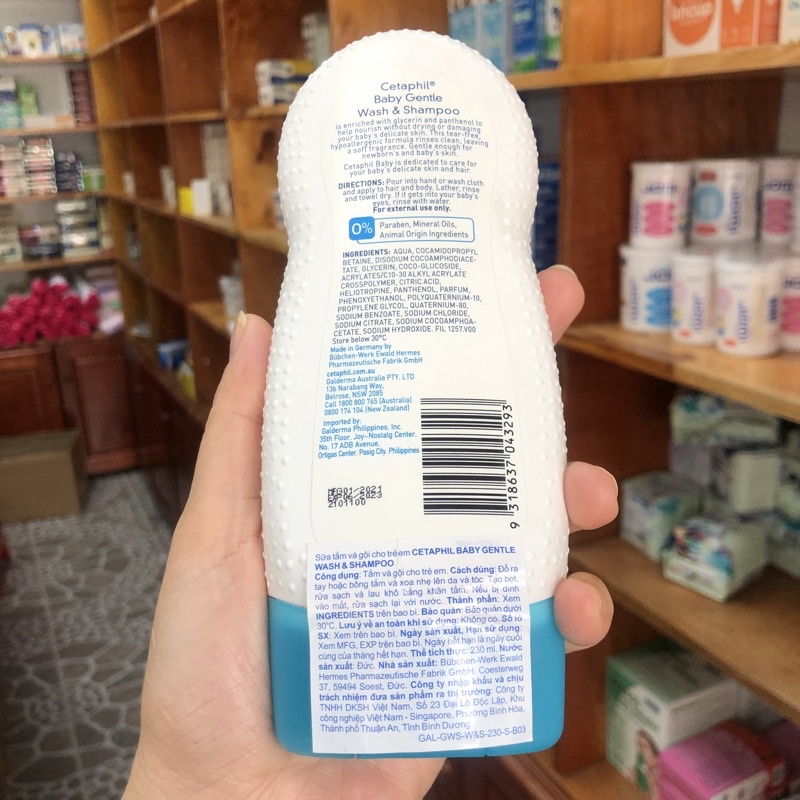 Cetaphil®
Baby Gentle
Wash & Shampoo
is enriched with glycerin and panthenol to
help nourish without drying or damaging
your baby's delicate skin. This tear-free,
hypoallergenic formula rinses clean, leaving
a soft fragrance. Gentle enough for
newborn's and baby's skin.
Cetaphil Baby is dedicated to care for
your baby's delicate skin and hair.
DIRECTIONS: Pour into hand or wash cloth
and apply to hair and body. Lather, rinse
and towel dry. If it gets into your baby's
eyes, rinse with water.
For external use only.
0% Paraben, Mineral Oils,
Animal Origin Ingredients
INGREDIENTS: AQUA, COCAMIDOPROPYL
BETAINE, DISODIUM COCOAMPHODIACE-
TATE, GLYCERIN, COCO-GLUCOSIDE,
ACRYLATES/C10-30 ALKYL ACRYLATE
CROSSPOLYMER, CITRIC ACID,
HELIOTROPINE, PANTHENOL, PARFUM,
PHENOXYETHANOL, POLYQUATERNIUM-10,
PROPYLENE GLYCOL, QUATERNIUM-80,
SODIUM BENZOATE, SODIUM CHLORIDE,
SODIUM CITRATE, SODIUM COCOAMPHOA-
CETATE, SODIUM HYDROXIDE. FIL 1257.V00
Store below 30°C
Made in Germany by
Bübchen-Werk Ewald Hermes
Pharmazeutische Fabrik GmbH
cetaphil.com.au
Galderma Australia PTY. LTD
13b Narabang Way,
Belrose, NSW 2085
Call 1800 800 765 (Australia)
0800 174 104 (New Zealand)
Imported by:
Galderma Philippines, Inc.
35th Floor, Joy-Nostalg Center,
No. 17 ADB Avenue,
Ortigas Center, Pasig City, Philippines
MFG01/2021
EXP06/2023
2101100
9 318637 043293
Sữa tắm và gội cho trẻ em CETAPHIL BABY GENTLE
WASH & SHAMPOO
Công dụng: Tắm và gội cho trẻ em. Cách dùng: Đổ ra
tay hoặc bông tắm và xoa nhẹ lên da và tóc. Tạo bọt,
rửa sạch và lau khô bằng khăn tắm. Nếu bị dính
vào mắt, rửa sạch lại với nước. Thành phần: Xem
INGREDIENTS trên bao bì. Bảo quản: Bảo quản dưới
30°C. Lưu ý về an toàn khi sử dụng: Không có. Số lô
SX: Xem trên bao bì. Ngày sản xuất, Hạn sử dụng:
Xem MFG, EXP trên bao bì. Ngày hết hạn là ngày cuối
cùng của tháng hết hạn. Thể tích thực: 230 ml. Nước
sản xuất: Đức. Nhà sản xuất: Bübchen-Werk Ewald
Hermes Pharmazeutische Fabrik GmbH, Coesterweg
37, 59494 Soest, Đức. Công ty nhập khẩu và chịu
trách nhiệm đưa sản phẩm ra thị trường: Công ty
TNHH DKSH Việt Nam, Số 23 Đại Lộ Độc Lập, Khu
công nghiệp Việt Nam - Singapore, Phường Bình Hòa,
Thành phố Thuận An, Tỉnh Bình Dương
GAL-GWS-W&S-230-S-B03